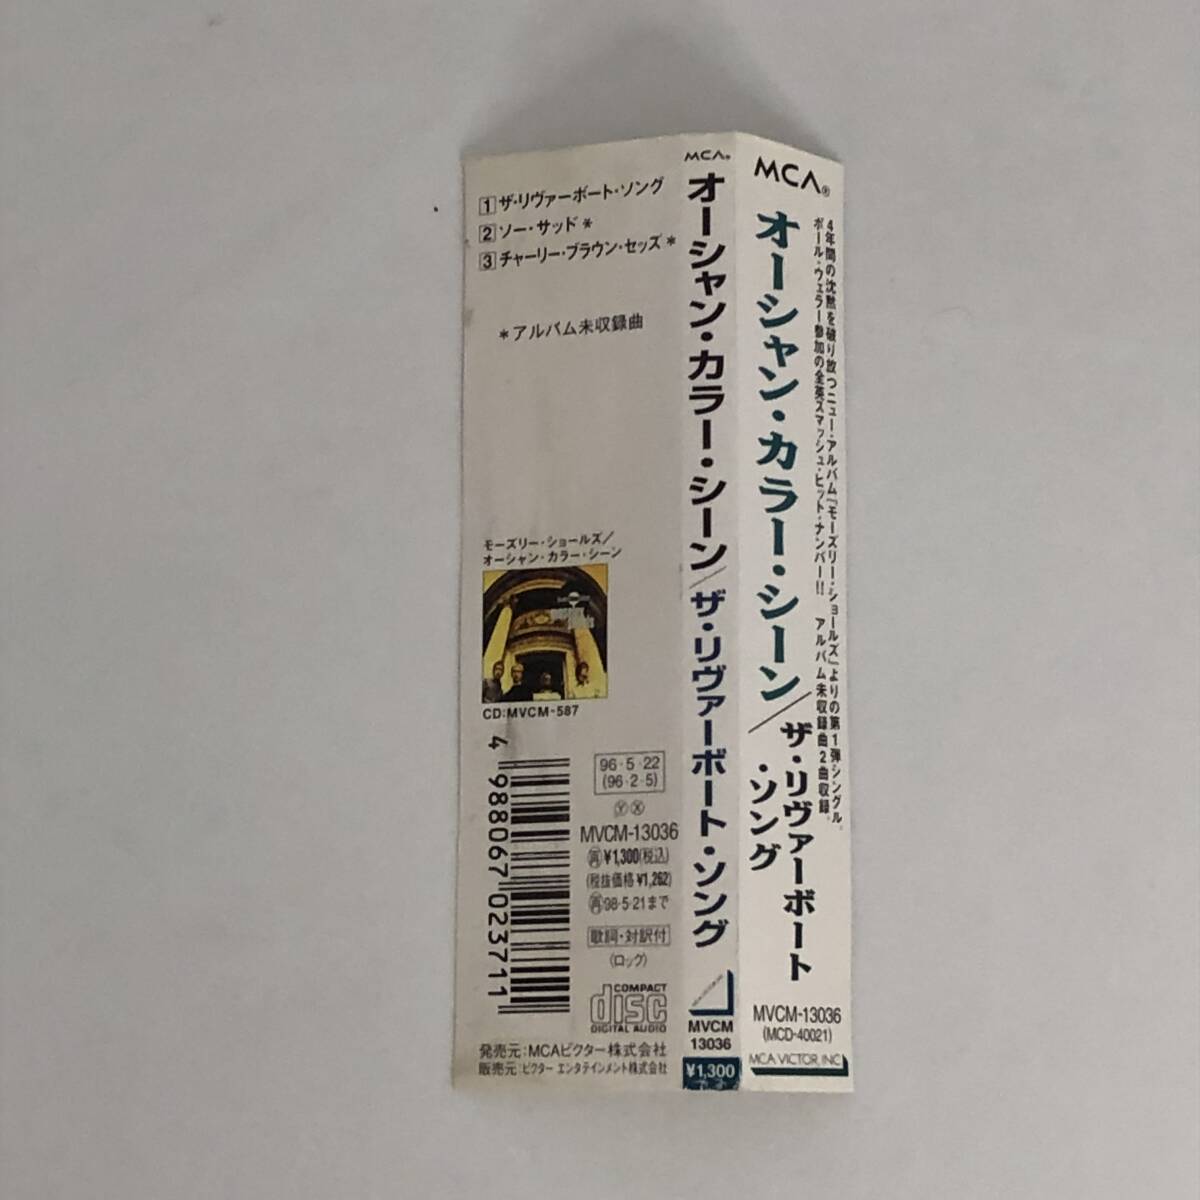 MCA®
オーシャン・カラー・シーン／ザ・リヴァーボート
・ソング
4年間の沈黙を破り放つニュー・アルバム『モーズリー・ショールズ』よりの第1弾シングル。
ポール・ウェラー参加の全英スマッシュ・ヒット・ナンバー!! アルバム未収録曲2曲収録。
MVCM-13036
(MCD-40021)
MCA VICTOR, INC.
MCA®
オーシャン・カラー・シーン／ザ・リヴァーボート・ソング
MVCM
13036
¥1,300
1 ザ・リヴァーボート・ソング
2 ソー・サッド*
3 チャーリー・ブラウン・セッズ*
*アルバム未収録曲
モーズリー・ショールズ／
オーシャン・カラー・シーン
CD:MVCM-587
4 988067 023711
96・5・22
(96・2・5)
Ⓨ Ⓧ
MVCM-13036
再¥1,300(税込)
(税抜価格¥1,262)
再98・5・21まで
歌詞・対訳付
(ロック)
COMPACT
disc
DIGITAL AUDIO
発売元:MCAビクター株式会社
販売元:ビクター エンタテインメント株式会社